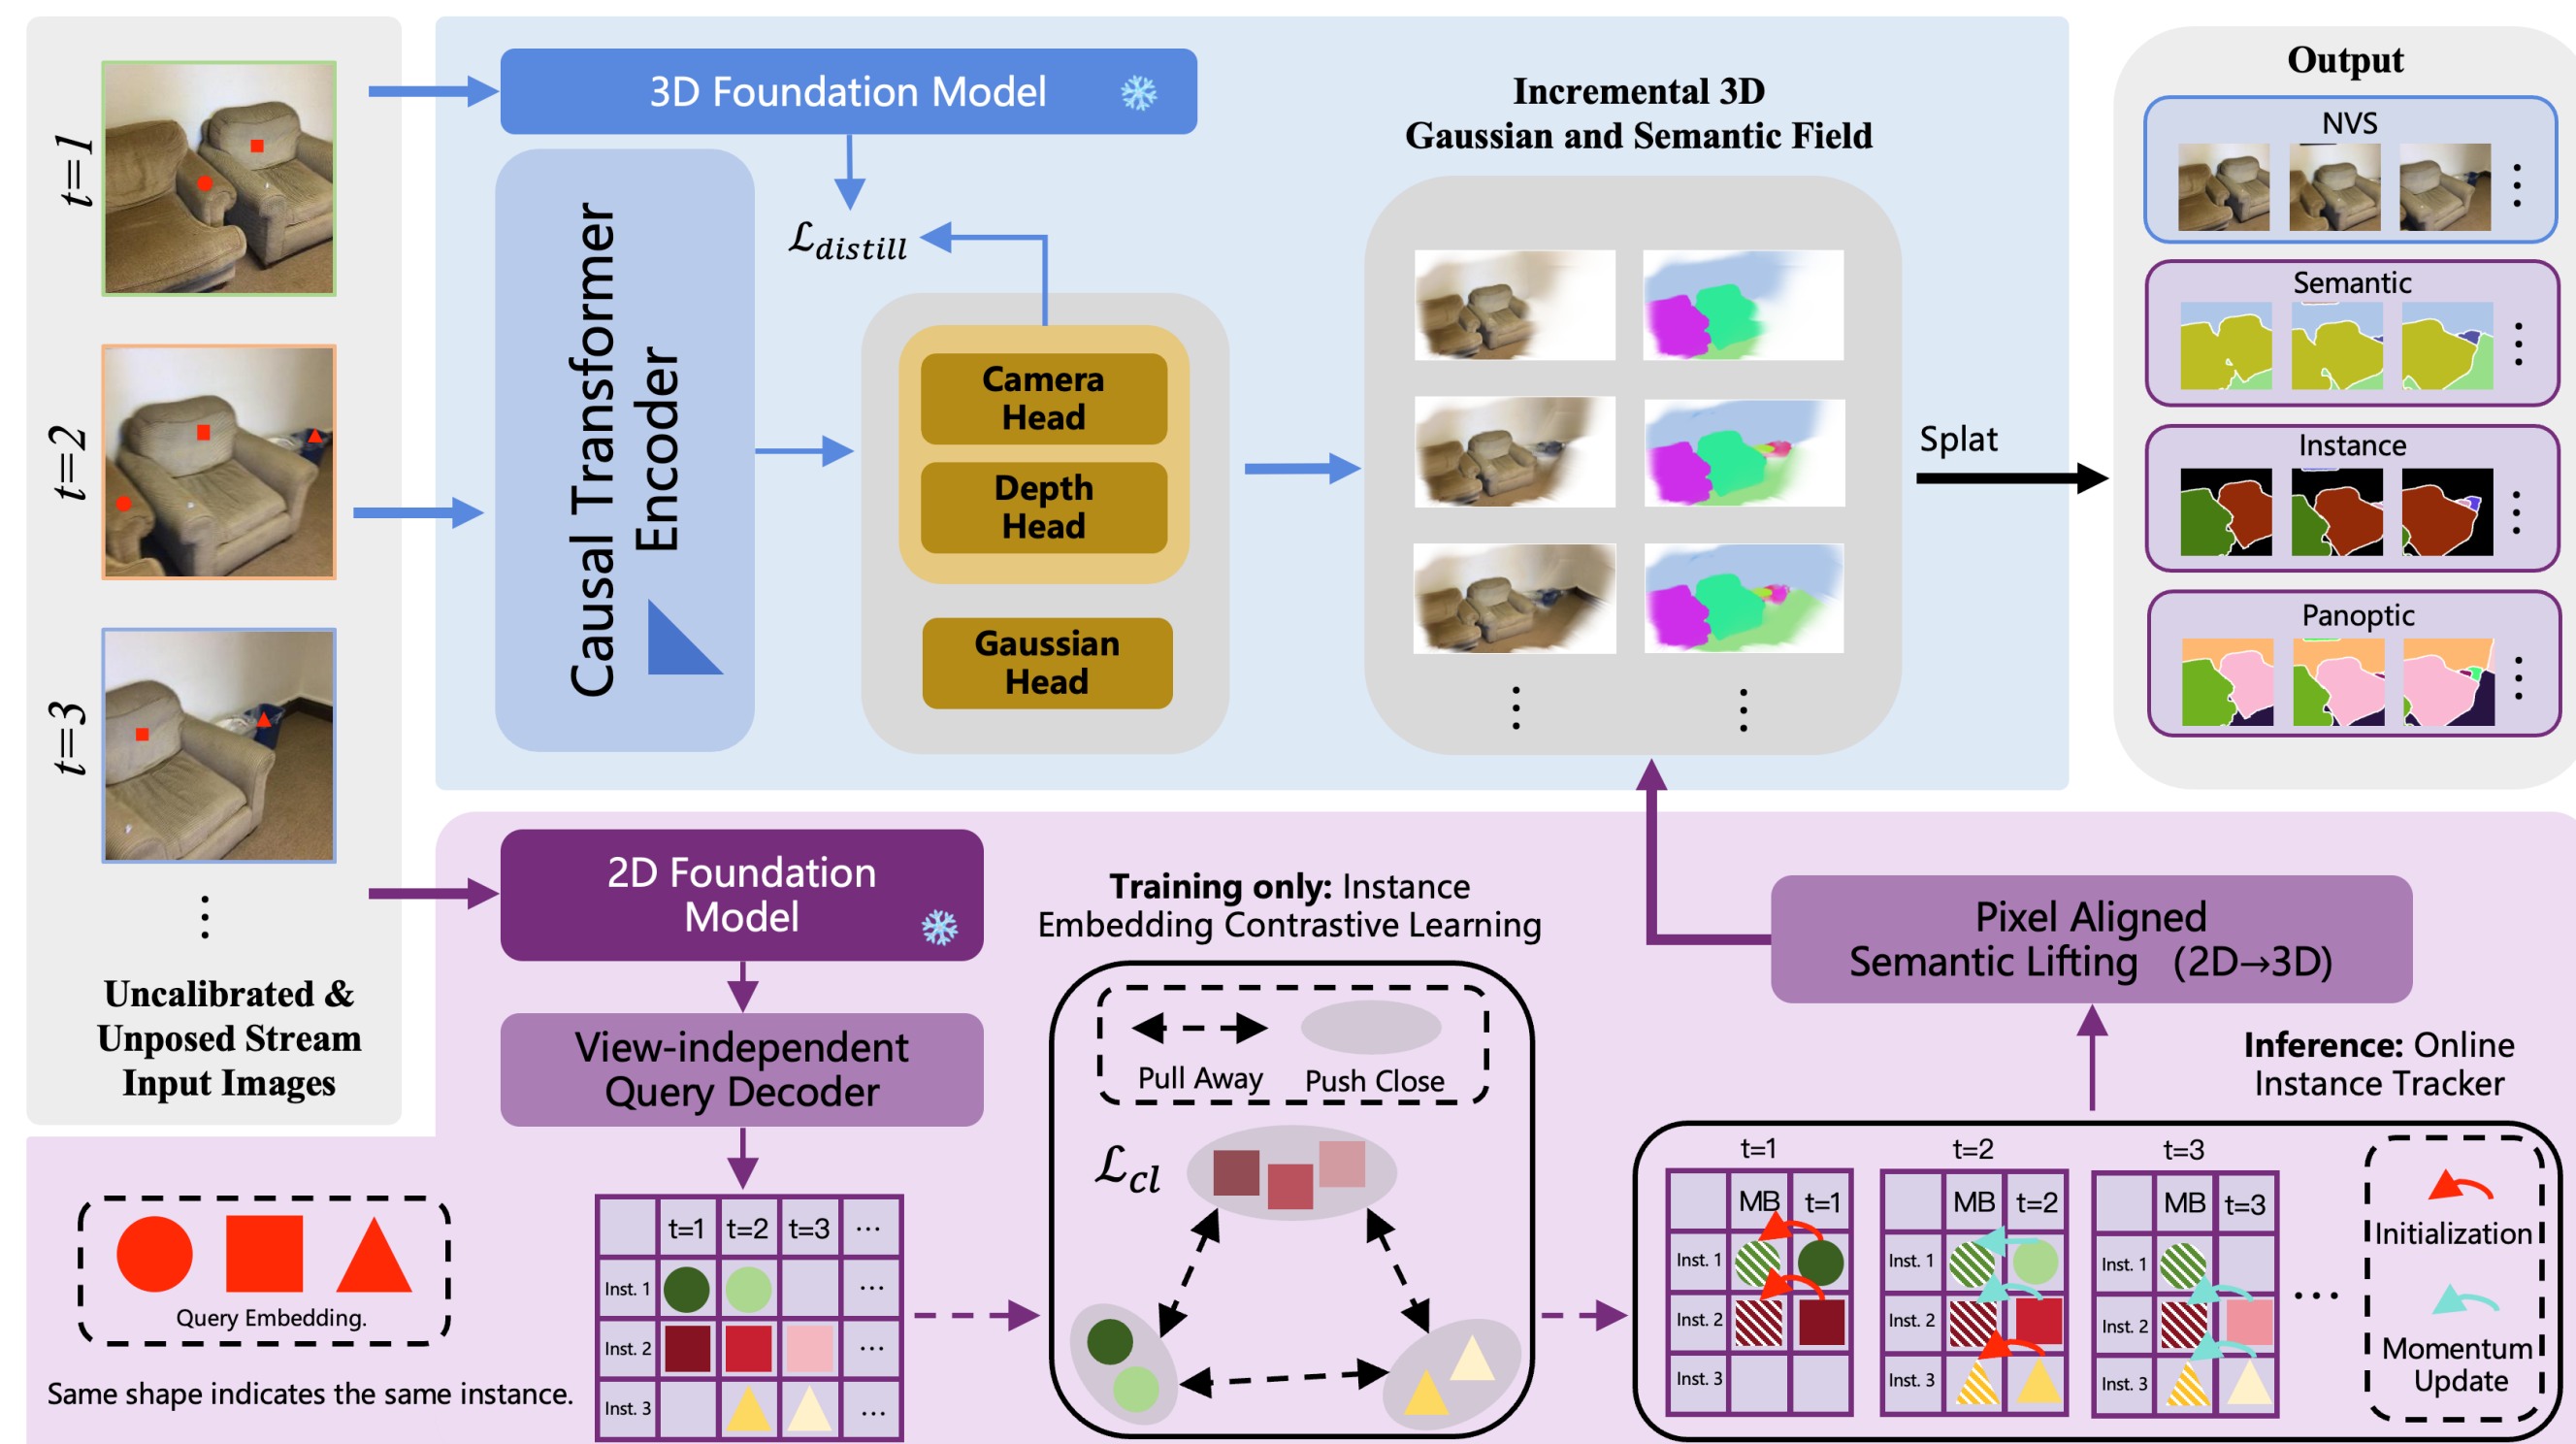 t=1
t=2
t=3
⋮
Uncalibrated &
Unposed Stream
Input Images
3D Foundation Model
Causal Transformer
Encoder
ℒdistill
Camera
Head
Depth
Head
Gaussian
Head
Incremental 3D
Gaussian and Semantic Field
⋮ ⋮
Splat
Output
NVS
⋮
Semantic
⋮
Instance
⋮
Panoptic
⋮
2D Foundation
Model
View-independent
Query Decoder
Query Embedding.
Same shape indicates the same instance.
t=1 t=2 t=3 ...
Inst. 1 ...
Inst. 2 ...
Inst. 3 ...
Training only: Instance
Embedding Contrastive Learning
Pull Away Push Close
ℒcl
Pixel Aligned
Semantic Lifting (2D→3D)
Inference: Online
Instance Tracker
t=1
MB t=1
Inst. 1
Inst. 2
Inst. 3
t=2
MB t=2
Inst. 1
Inst. 2
Inst. 3
t=3
MB t=3
Inst. 1
Inst. 2
Inst. 3
...
Initialization
Momentum
Update